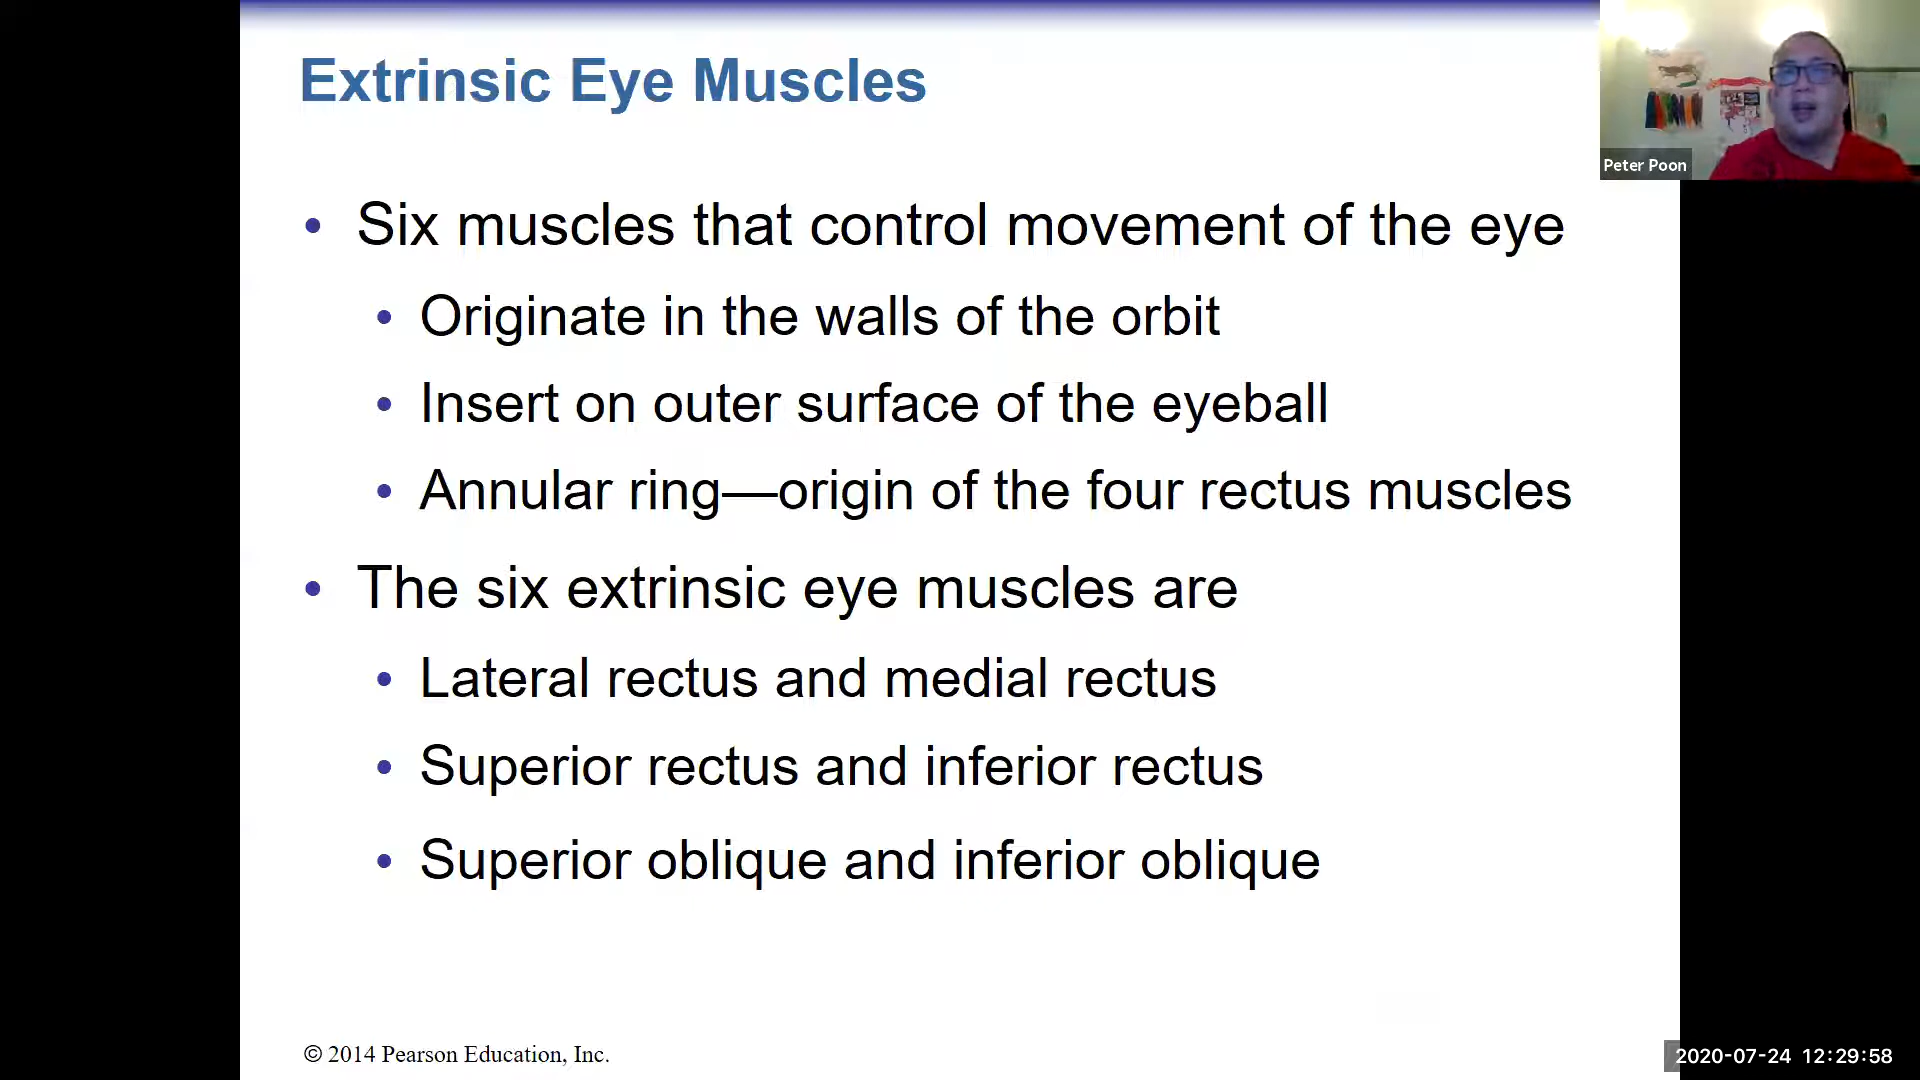 Extrinsic Eye Muscles
Peter Poon
• Six muscles that control movement of the eye
• Originate in the walls of the orbit
• Insert on outer surface of the eyeball
• Annular ring—origin of the four rectus muscles
• The six extrinsic eye muscles are
• Lateral rectus and medial rectus
• Superior rectus and inferior rectus
• Superior oblique and inferior oblique
© 2014 Pearson Education, Inc.
2020-07-24 12:29:58